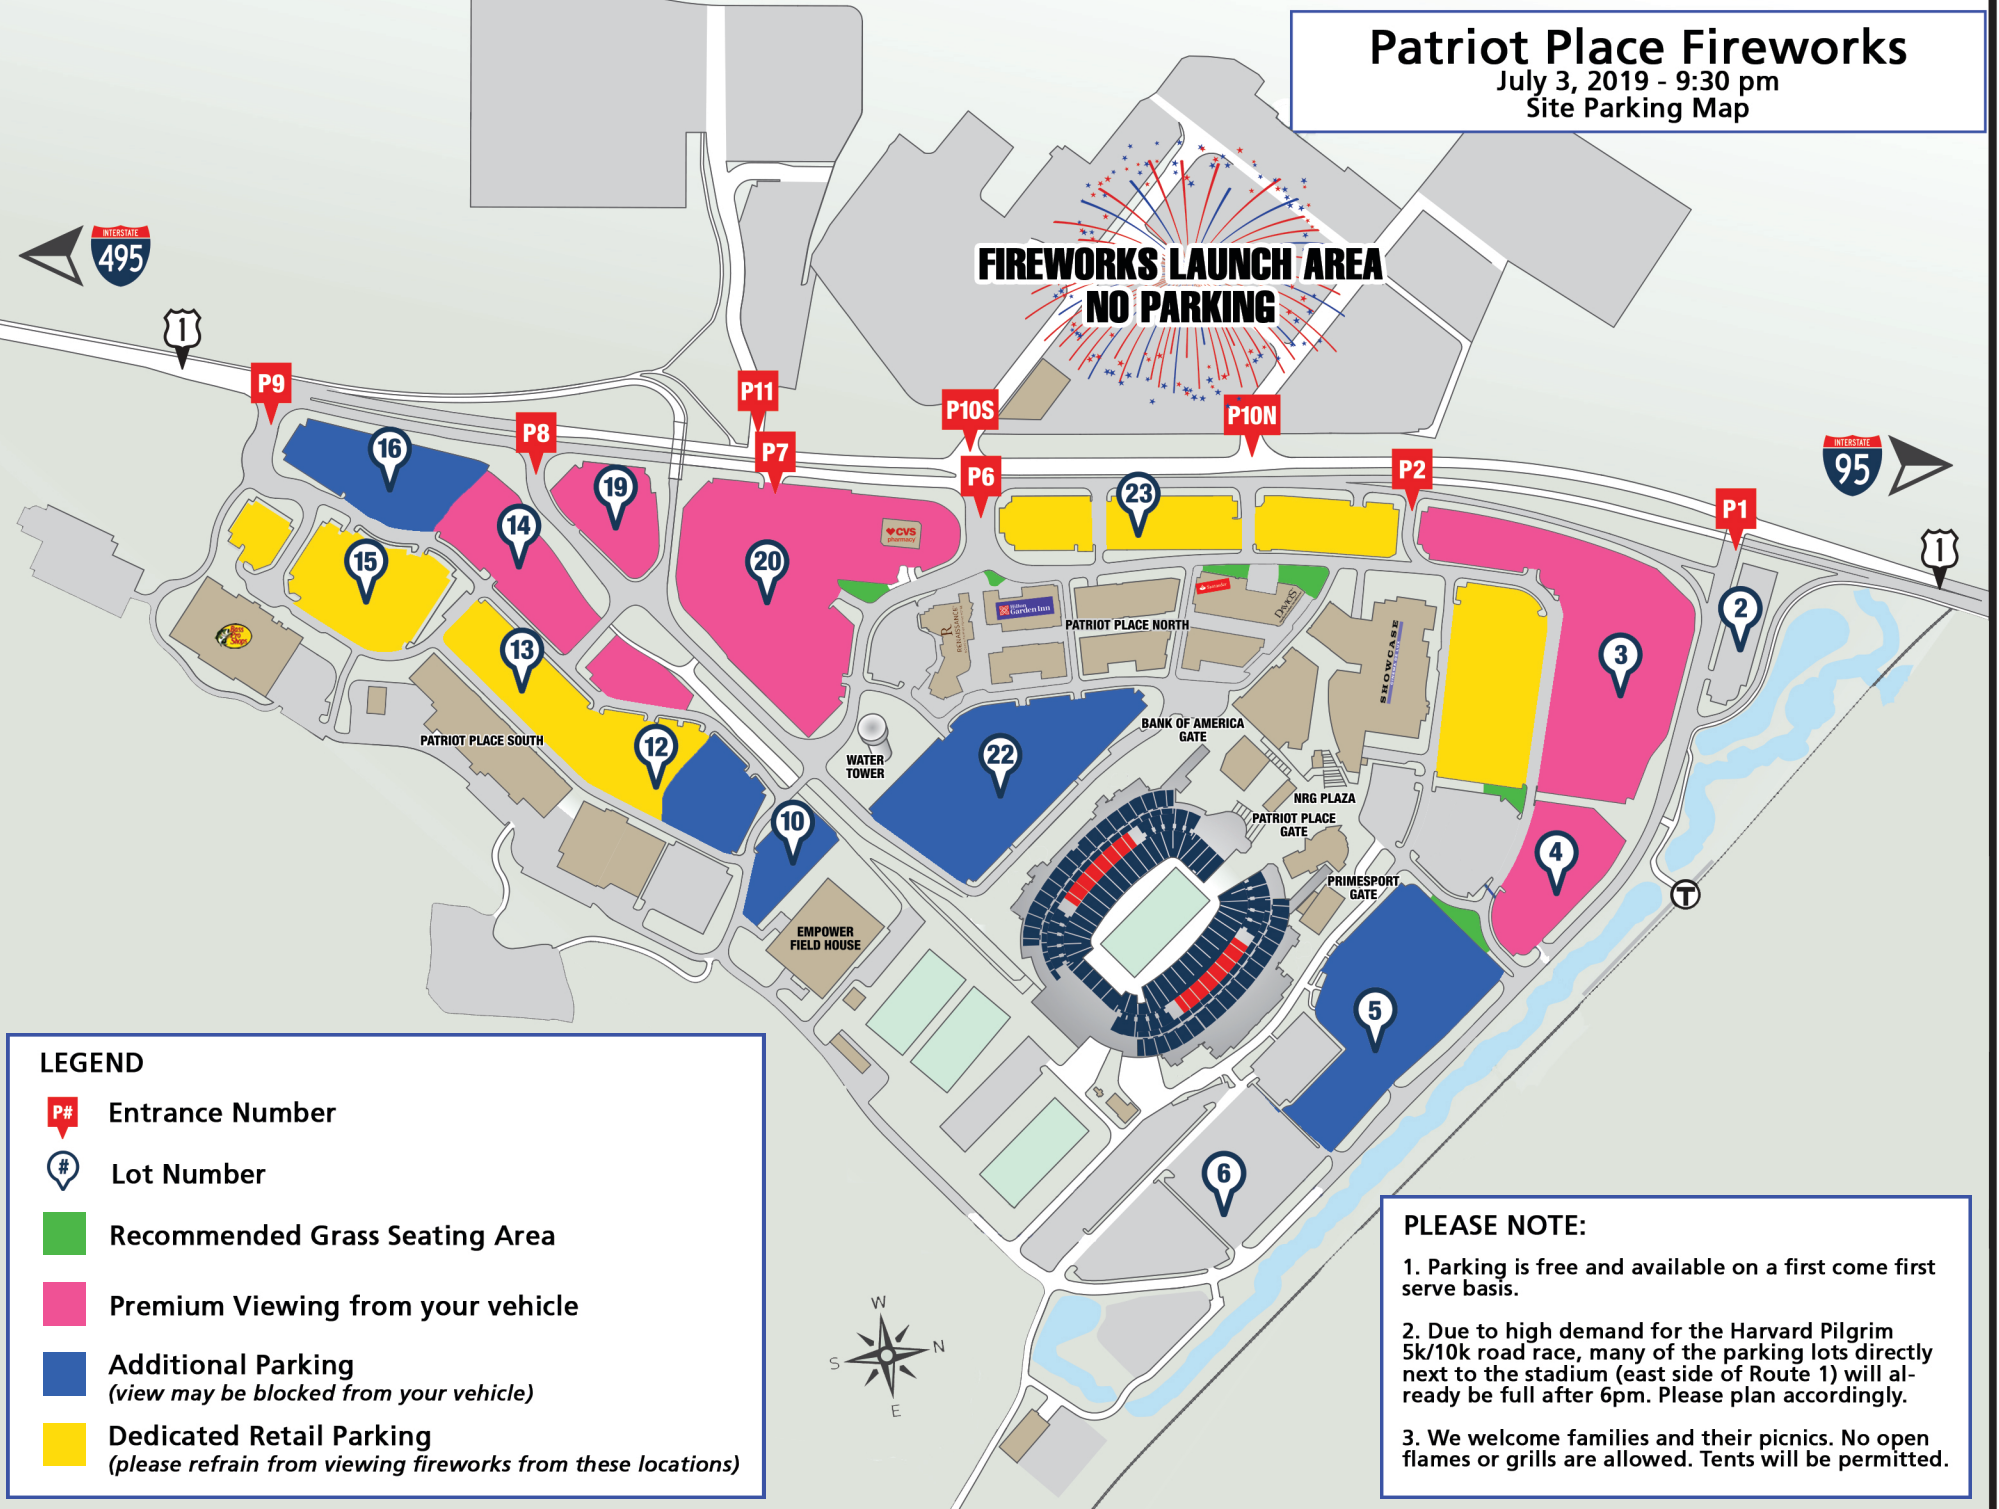 Patriot Place Fireworks
July 3, 2019 - 9:30 pm
Site Parking Map
FIREWORKS LAUNCH AREA
NO PARKING
INTERSTATE
495
1
P9
P8
P11
P7
P10S
P6
P10N
P2
P1
INTERSTATE
95
1
16
14
19
20
CVS
pharmacy
23
15
13
12
10
22
2
3
4
5
6
Bass
Pro
Shops
R
RENAISSANCE
Hilton
Garden Inn
PATRIOT PLACE NORTH
Santander
SHOWCASE
PATRIOT PLACE SOUTH
WATER
TOWER
BANK OF AMERICA
GATE
NRG PLAZA
PATRIOT PLACE
GATE
PRIMESPORT
GATE
EMPOWER
FIELD HOUSE
T
W
S
N
E
LEGEND
P# Entrance Number
# Lot Number
Recommended Grass Seating Area
Premium Viewing from your vehicle
Additional Parking
(view may be blocked from your vehicle)
Dedicated Retail Parking
(please refrain from viewing fireworks from these locations)
PLEASE NOTE:
1. Parking is free and available on a first come first
serve basis.
2. Due to high demand for the Harvard Pilgrim
5k/10k road race, many of the parking lots directly
next to the stadium (east side of Route 1) will al-
ready be full after 6pm. Please plan accordingly.
3. We welcome families and their picnics. No open
flames or grills are allowed. Tents will be permitted.